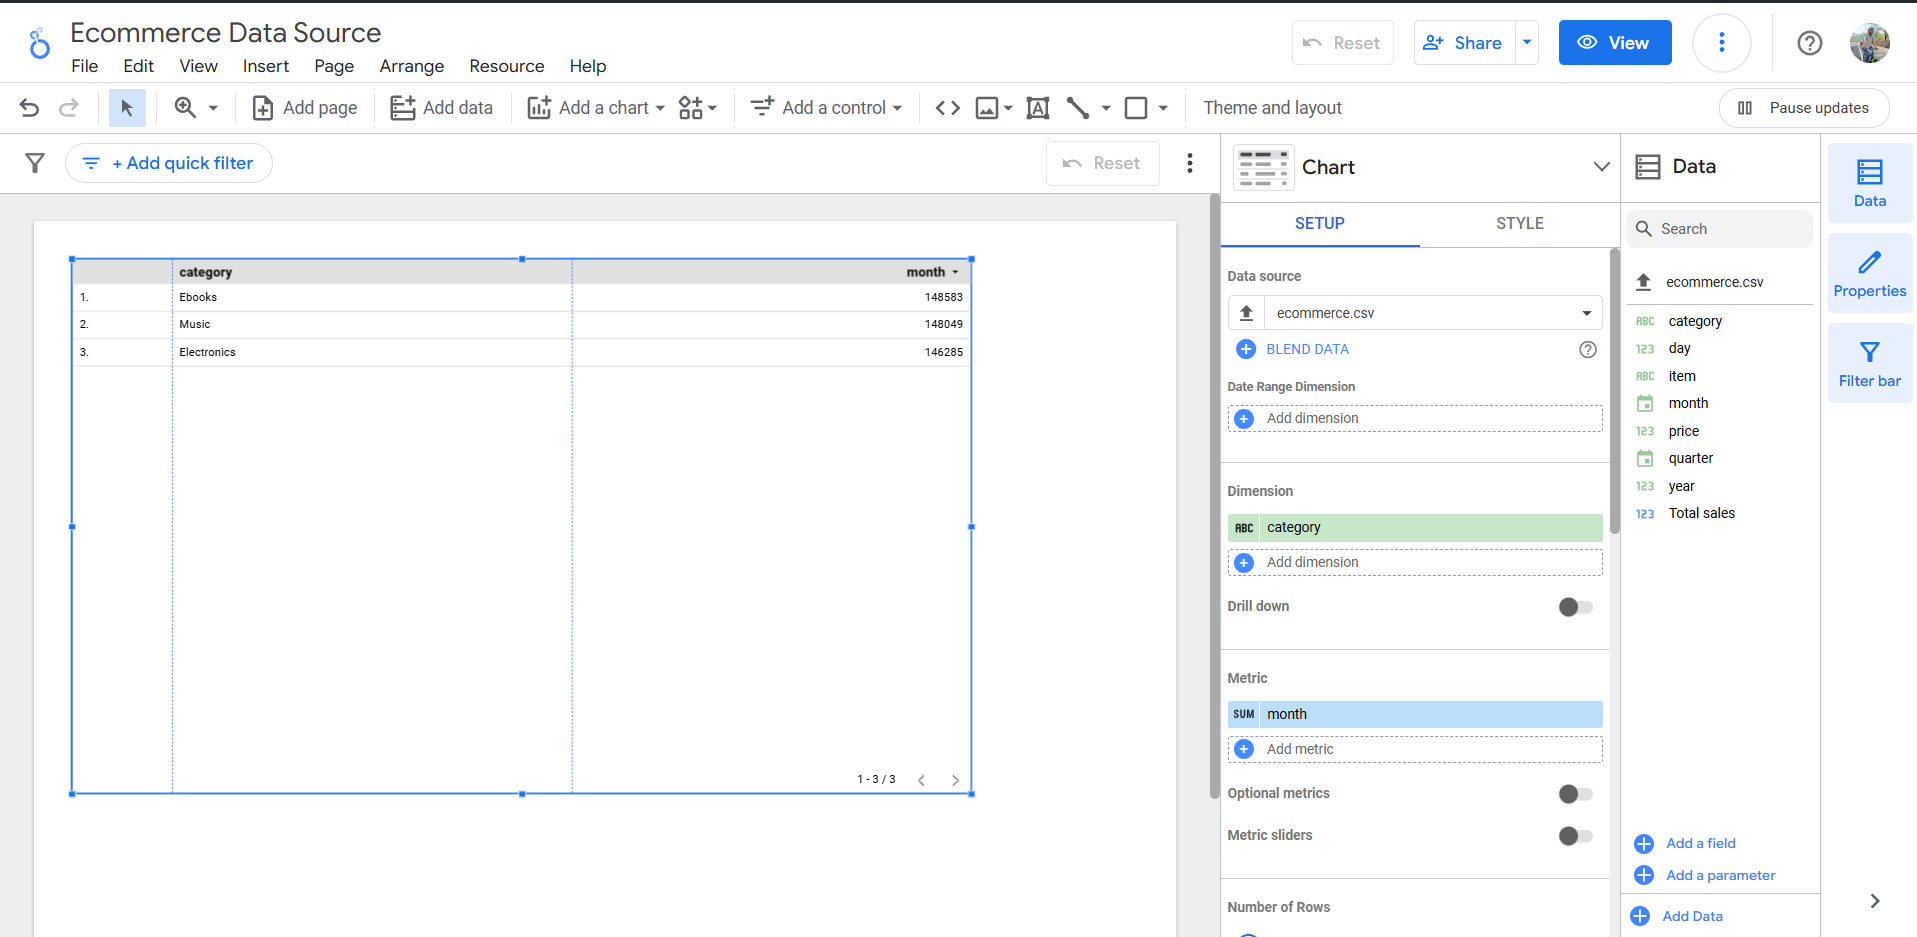 Ecommerce Data Source
File Edit View Insert Page Arrange Resource Help
Reset
Share
View
Add page
Add data
Add a chart
Add a control
Theme and layout
Pause updates
+ Add quick filter
Reset
category month
1. Ebooks 148583
2. Music 148049
3. Electronics 146285
1 - 3 / 3
Chart
SETUP STYLE
Data source
ecommerce.csv
BLEND DATA
Date Range Dimension
Add dimension
Dimension
ABC category
Add dimension
Drill down
Metric
SUM month
Add metric
Optional metrics
Metric sliders
Number of Rows
Data
Search
ecommerce.csv
ABC category
123 day
ABC item
month
123 price
quarter
123 year
123 Total sales
Add a field
Add a parameter
Add Data
Data
Properties
Filter bar